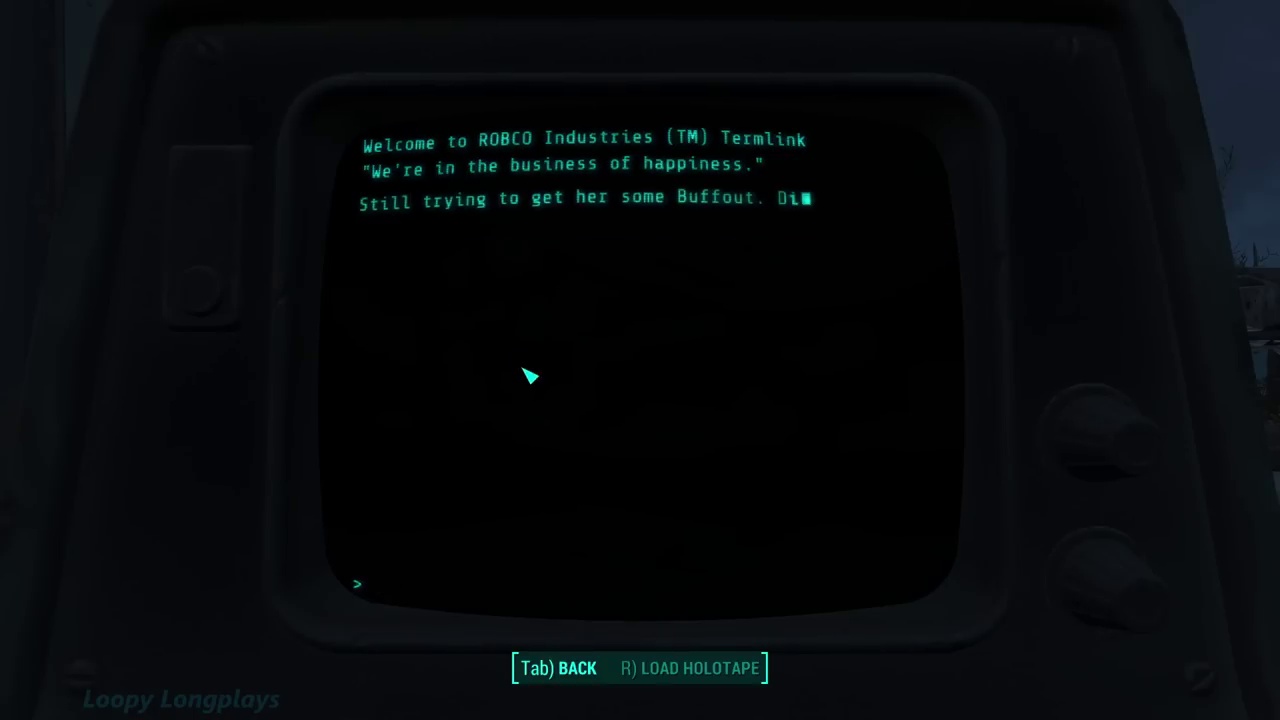 Welcome to ROBCO Industries (TM) Termlink
"We're in the business of happiness."
Still trying to get her some Buffout. Di
>
Tab) BACK R) LOAD HOLOTAPE
Loopy Longplays